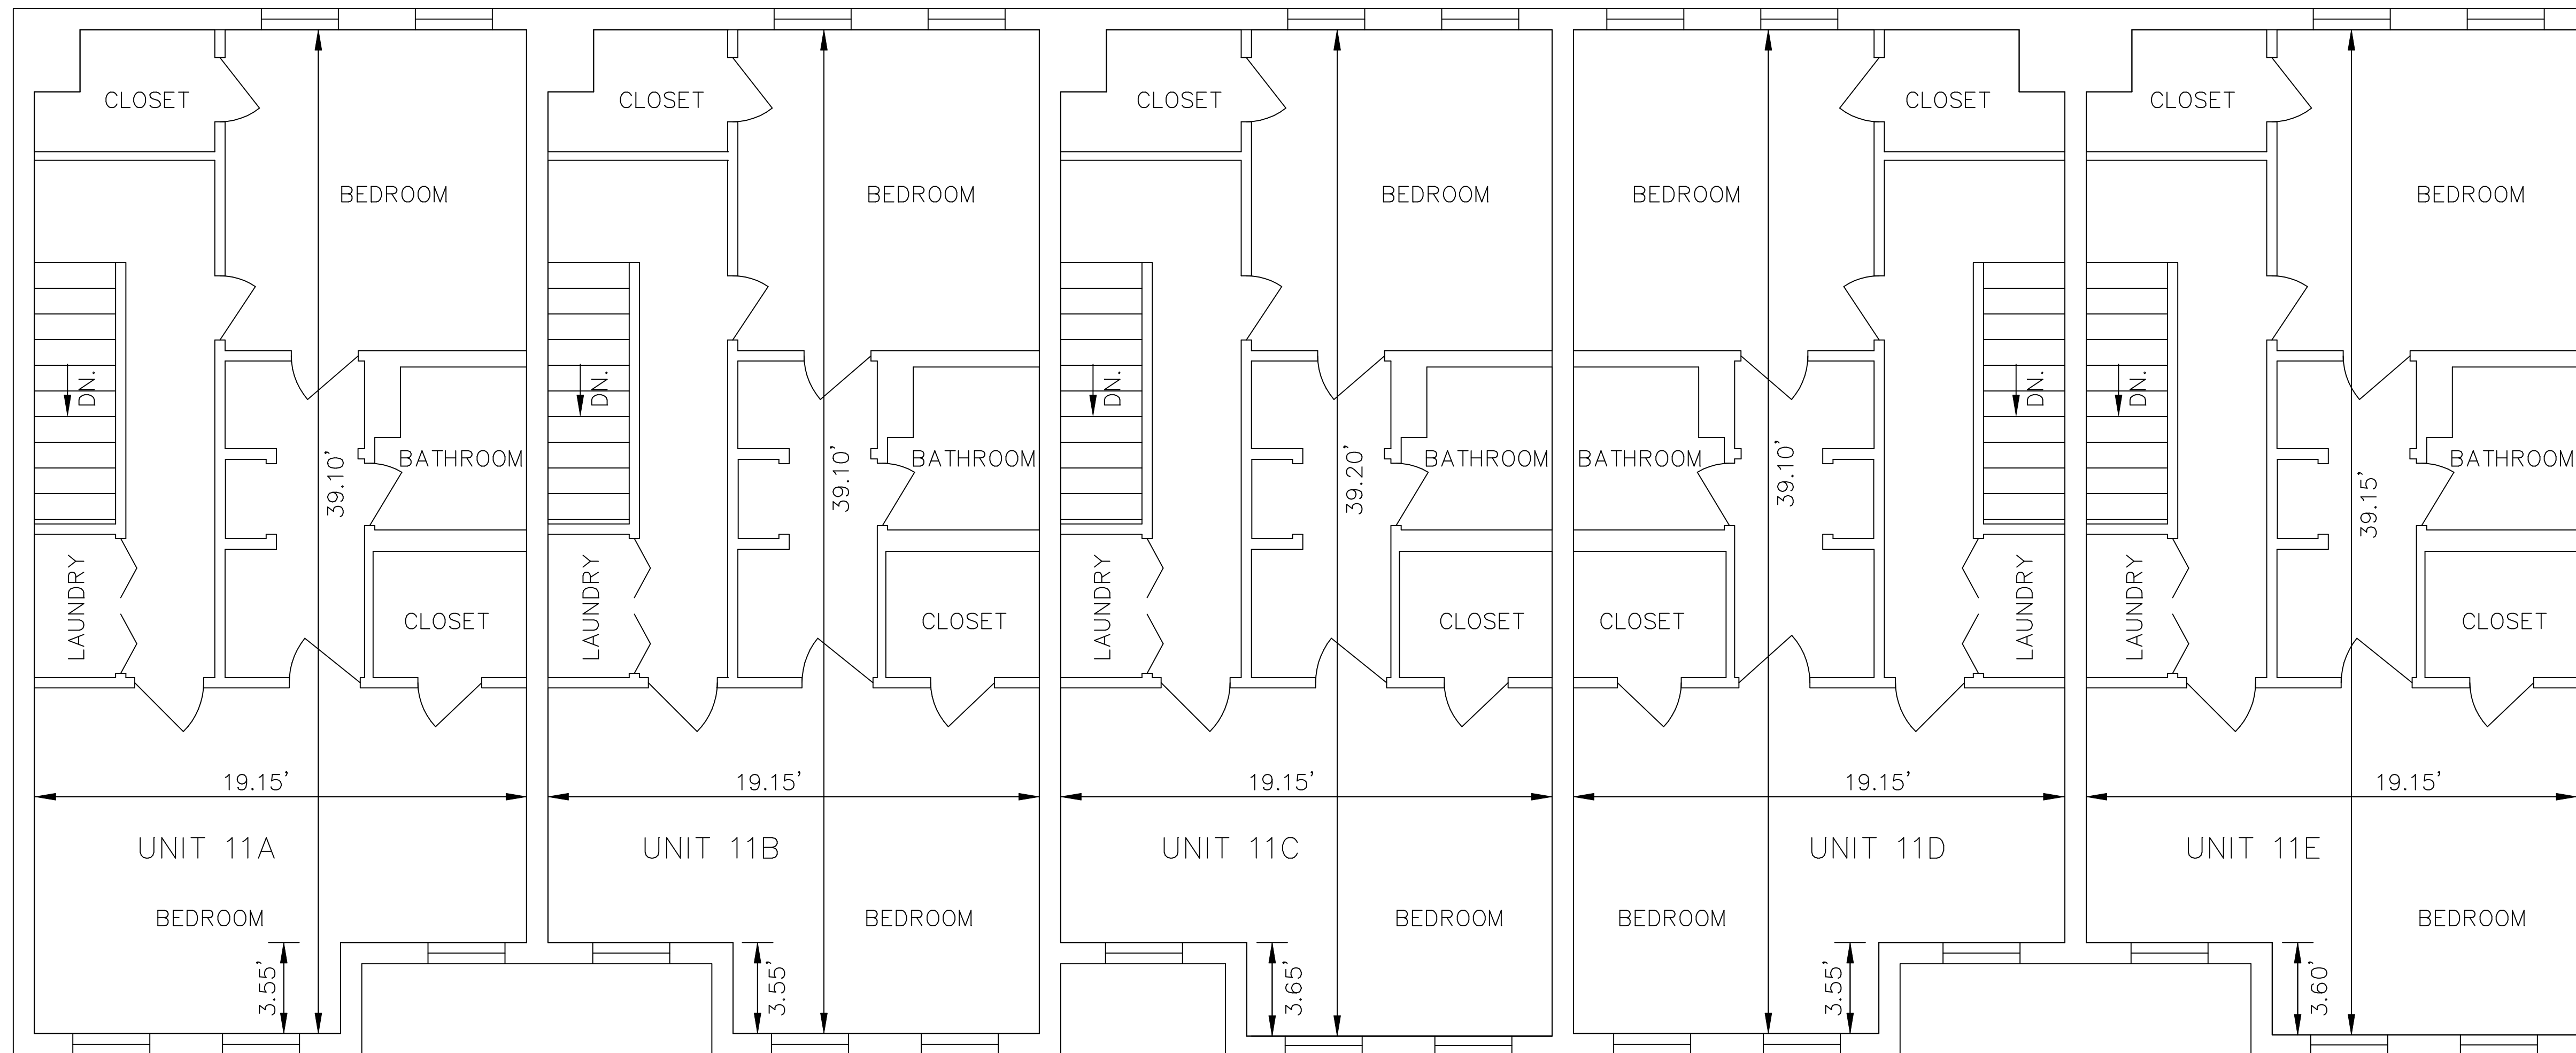 CLOSET CLOSET CLOSET CLOSET CLOSET
BEDROOM BEDROOM BEDROOM BEDROOM BEDROOM
DN. DN. DN. DN. DN.
BATHROOM BATHROOM BATHROOM BATHROOM BATHROOM
39.10' 39.10' 39.20' 39.10' 39.15'
LAUNDRY LAUNDRY LAUNDRY LAUNDRY LAUNDRY
CLOSET CLOSET CLOSET CLOSET CLOSET
19.15' 19.15' 19.15' 19.15' 19.15'
UNIT 11A UNIT 11B UNIT 11C UNIT 11D UNIT 11E
BEDROOM BEDROOM BEDROOM BEDROOM BEDROOM
3.55' 3.55' 3.65' 3.55' 3.60'